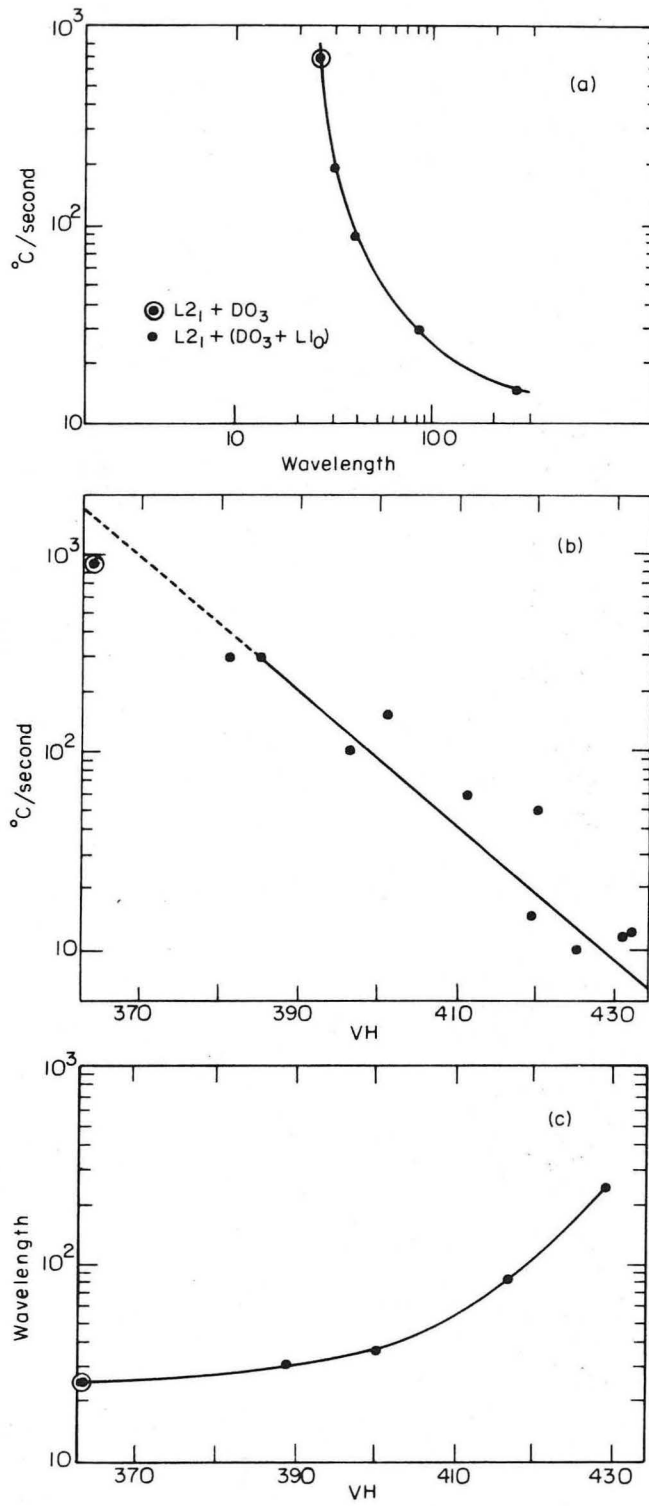 10³
(a)
°C/second
10²
L2₁ + DO₃
L2₁ + (DO₃ + L1₀)
10
10
100
Wavelength
(b)
10³
°C/second
10²
10
370
390
410
430
VH
10³
(c)
Wavelength
10²
10
370
390
410
430
VH